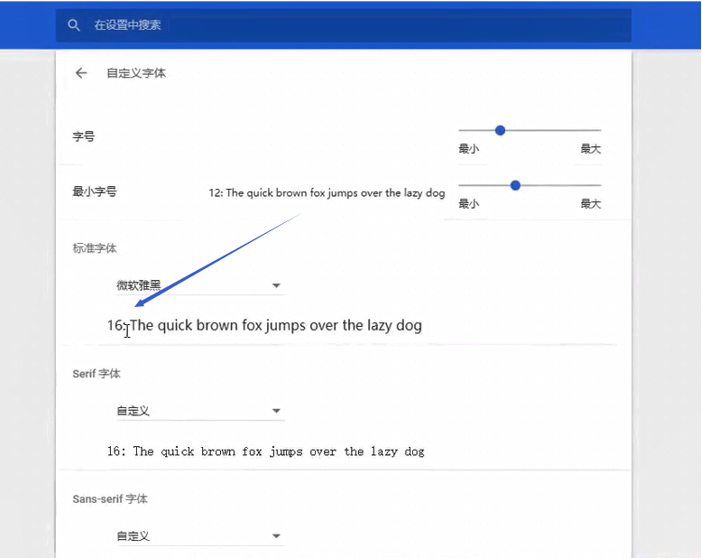 在设置中搜索
自定义字体
字号
最小 最大
最小字号 12: The quick brown fox jumps over the lazy dog
最小 最大
标准字体
微软雅黑
16: The quick brown fox jumps over the lazy dog
Serif 字体
自定义
16: The quick brown fox jumps over the lazy dog
Sans-serif 字体
自定义